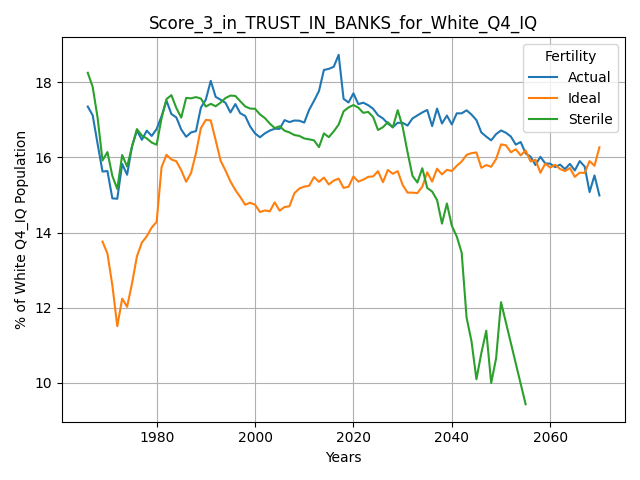 Score_3_in_TRUST_IN_BANKS_for_White_Q4_IQ
Fertility
Actual
Ideal
Sterile
% of White Q4_IQ Population
18
16
14
12
10
1980
2000
2020
2040
2060
Years